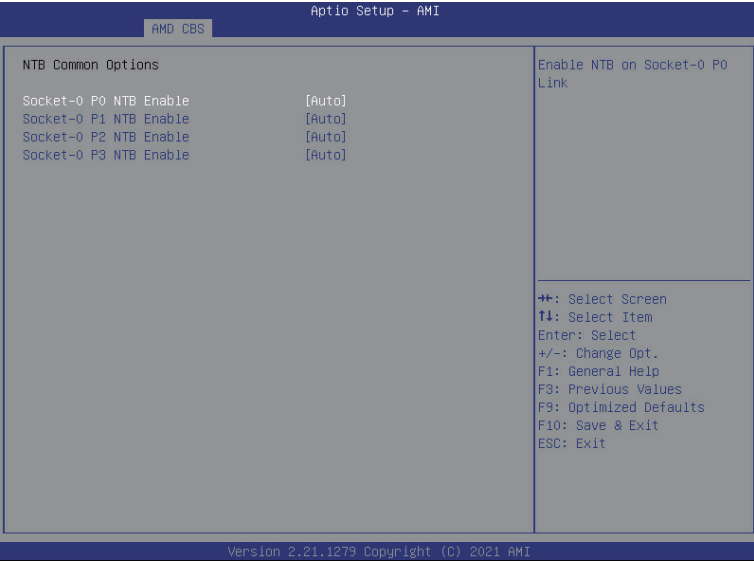 Aptio Setup – AMI
AMD CBS
NTB Common Options
Socket-0 P0 NTB Enable [Auto]
Socket-0 P1 NTB Enable [Auto]
Socket-0 P2 NTB Enable [Auto]
Socket-0 P3 NTB Enable [Auto]
Enable NTB on Socket-0 P0
Link
→←: Select Screen
↑↓: Select Item
Enter: Select
+/-: Change Opt.
F1: General Help
F3: Previous Values
F9: Optimized Defaults
F10: Save & Exit
ESC: Exit
Version 2.21.1279 Copyright (C) 2021 AMI